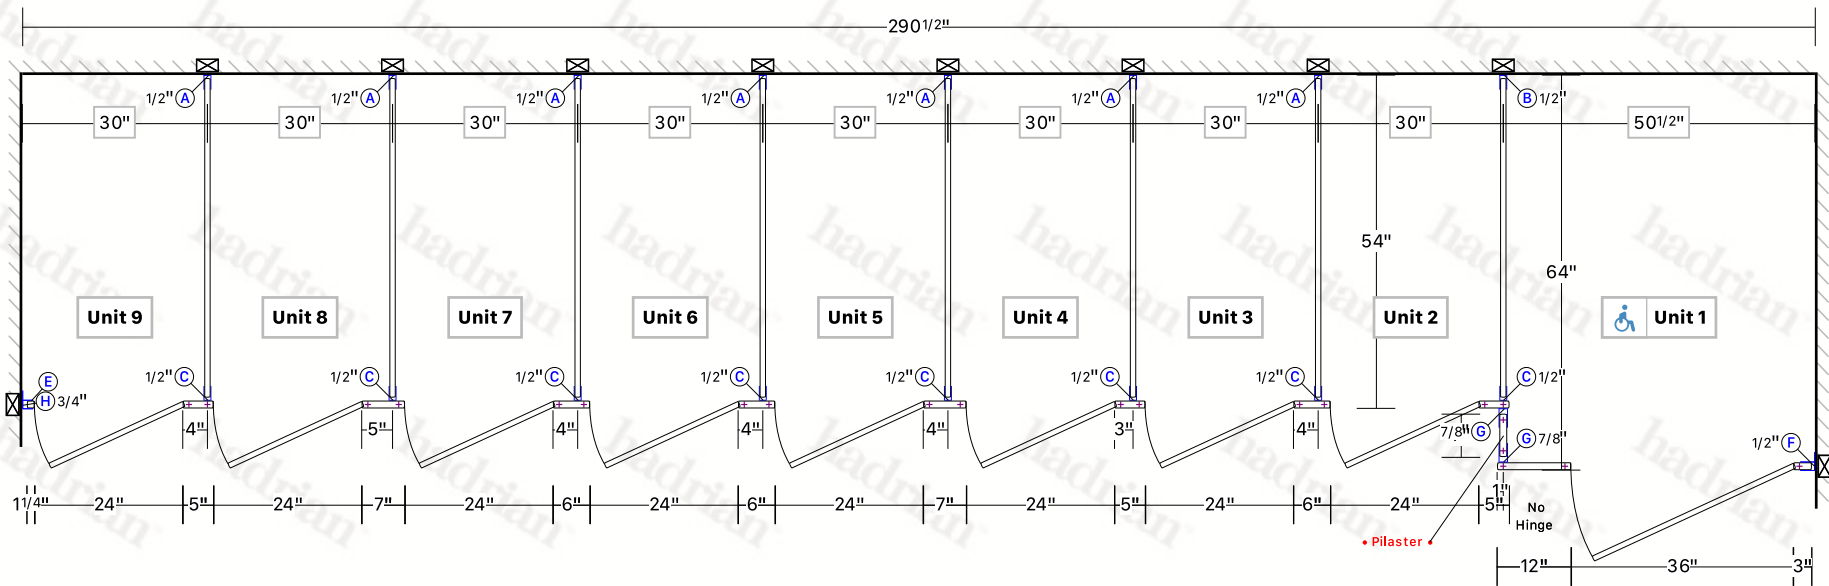 290 1/2"
1/2" A 1/2" A 1/2" A 1/2" A 1/2" A 1/2" A 1/2" A B 1/2"
30" 30" 30" 30" 30" 30" 30" 30" 50 1/2"
54"
64"
Unit 9 Unit 8 Unit 7 Unit 6 Unit 5 Unit 4 Unit 3 Unit 2 Unit 1
E 1/2" C 1/2" C 1/2" C 1/2" C 1/2" C 1/2" C 1/2" C C 1/2"
H 3/4"
4" 5" 4" 4" 4" 3" 4" 7/8" G G 7/8" 1/2" F
1 1/4" 24" 5" 24" 7" 24" 6" 24" 6" 24" 7" 24" 5" 24" 6" 24" 5" 1"
No
Hinge
• Pilaster •
12" 36" 3"
hadrian